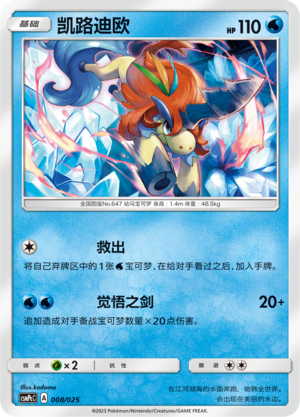 基础
凯路迪欧
HP 110
全国图鉴No.647 幼马宝可梦 身高：1.4m 体重：48.5kg
救出
将自己弃牌区中的1张宝可梦，在给对手看过之后，加入手牌。
觉悟之剑 20+
追加造成对手备战宝可梦数量×20点伤害。
弱点 ×2 抗性 撤退
Illus.kodama
A 008/025
在江河湖海的水面奔跑，驰骋全世界。
会出现在美丽的水边。
©2023 Pokémon/Nintendo/Creatures/GAME FREAK.